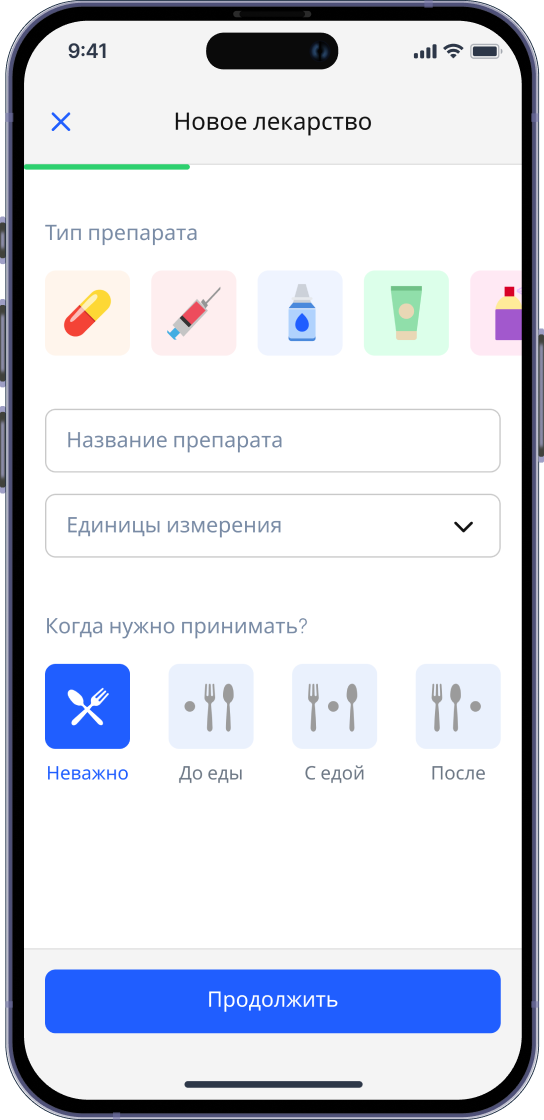 9:41
Новое лекарство
Тип препарата
Название препарата
Единицы измерения
Когда нужно принимать?
Неважно
До еды
С едой
После
Продолжить